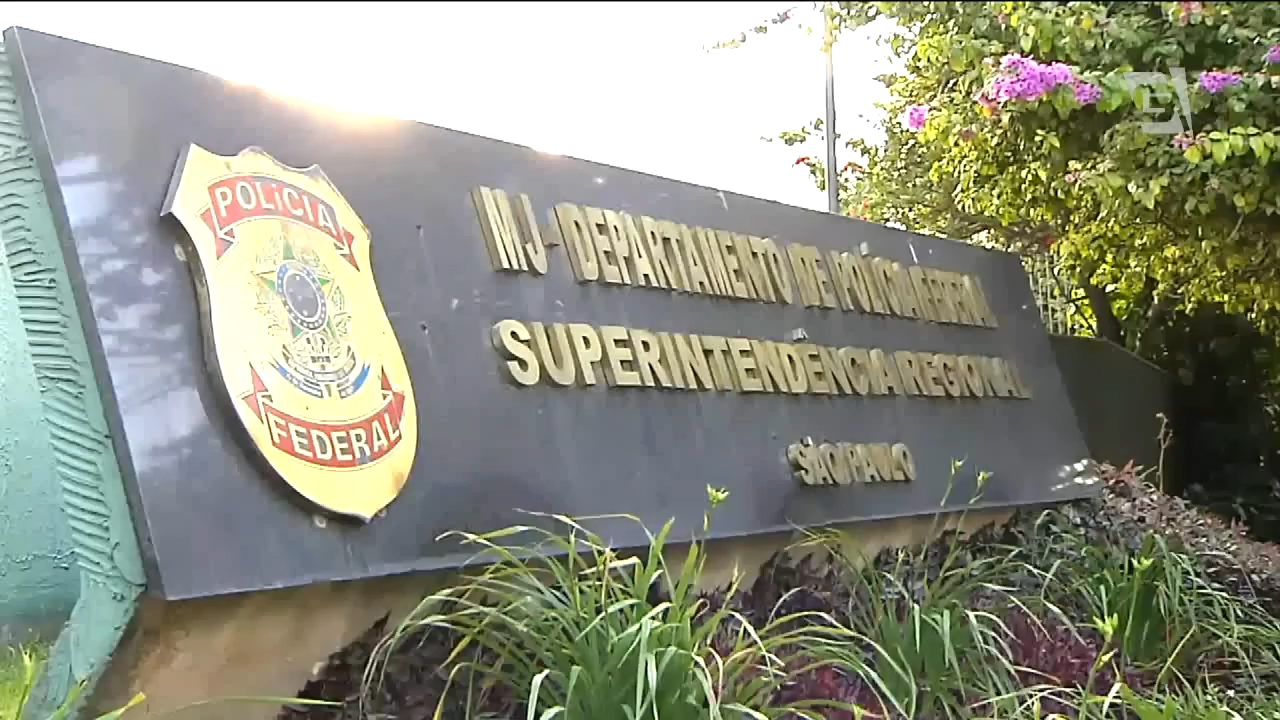 POLÍCIA
FEDERAL
MJ - DEPARTAMENTO DE POLÍCIA FEDERAL
SUPERINTENDÊNCIA REGIONAL
SÃO PAULO
E